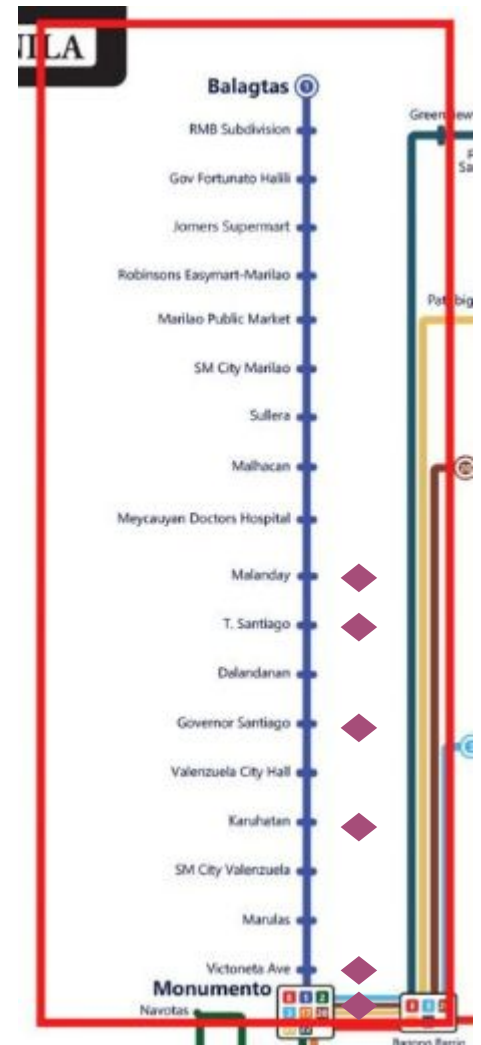 Balagtas
RMB Subdivision
Gov Fortunato Halili
Jomers Supermart
Robinsons Easymart-Marilao
Marilao Public Market
SM City Marilao
Sullera
Malhacan
Meycauyan Doctors Hospital
Malanday
T. Santiago
Dalandanan
Governor Santiago
Valenzuela City Hall
Karuhatan
SM City Valenzuela
Marulas
Victoneta Ave
Monumento
Navotas